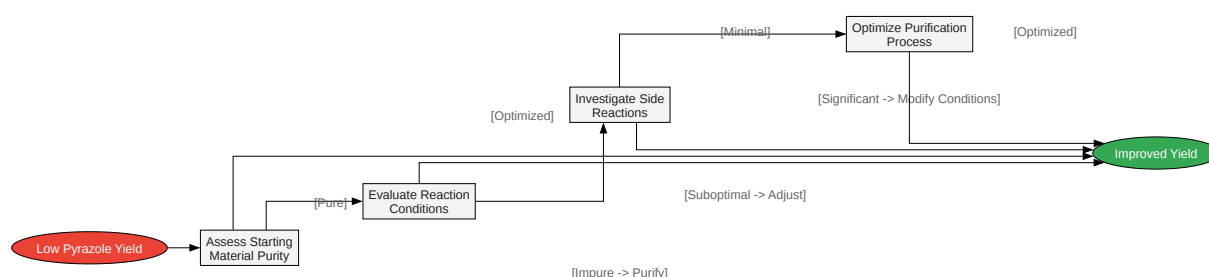 [Minimal]
Optimize Purification
Process
[Optimized]
Investigate Side
Reactions
[Significant -> Modify Conditions]
[Optimized]
Improved Yield
Evaluate Reaction
Conditions
[Suboptimal -> Adjust]
[Pure]
Low Pyrazole Yield
Assess Starting
Material Purity
[Impure -> Purify]